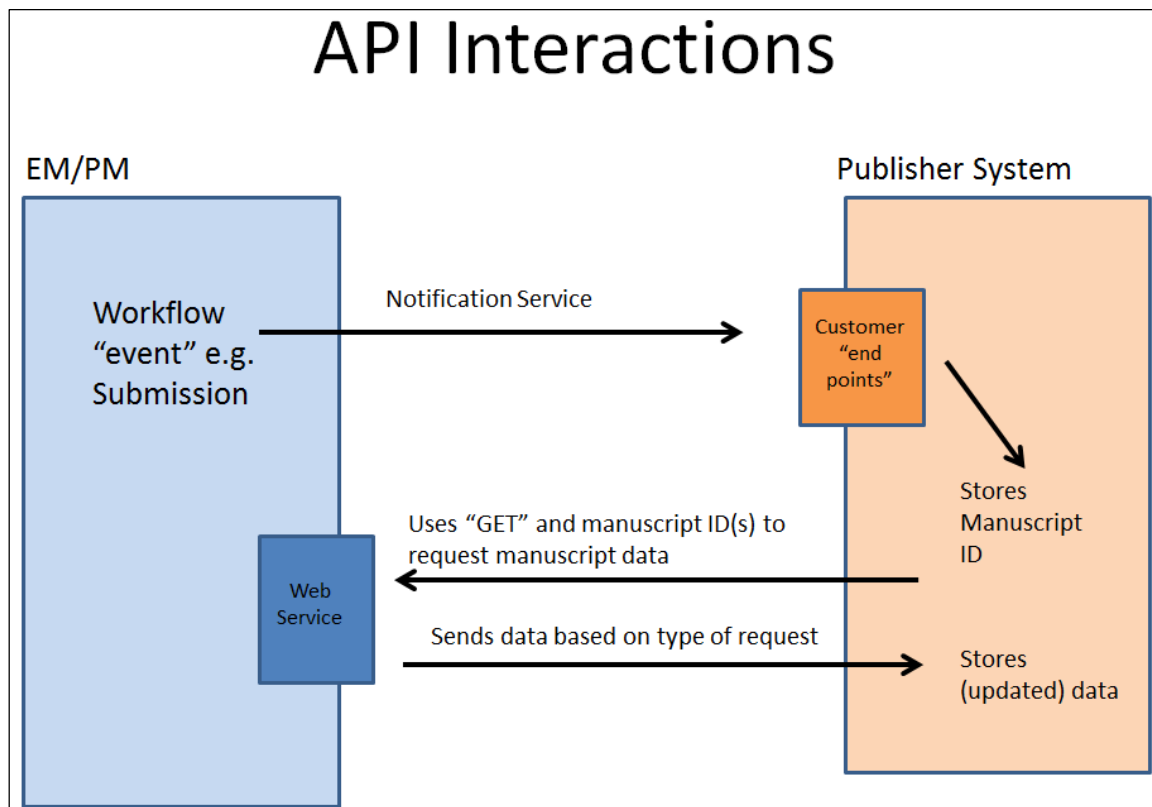 API Interactions
EM/PM
Publisher System
Workflow
“event” e.g.
Submission
Notification Service
Customer
“end
points”
Stores
Manuscript
ID
Uses “GET” and manuscript ID(s) to
request manuscript data
Web
Service
Sends data based on type of request
Stores
(updated) data